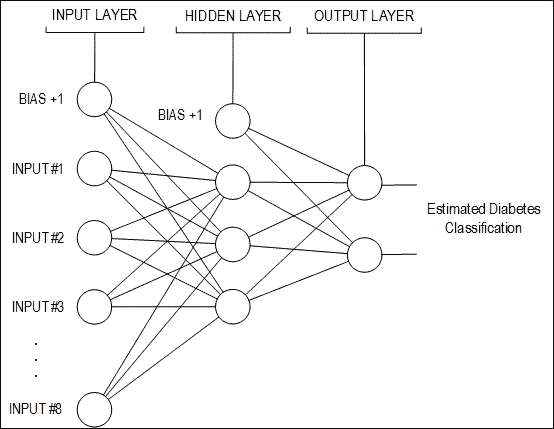 INPUT LAYER
HIDDEN LAYER
OUTPUT LAYER
BIAS +1
BIAS +1
INPUT #1
INPUT #2
INPUT #3
.
.
.
INPUT #8
Estimated Diabetes
Classification